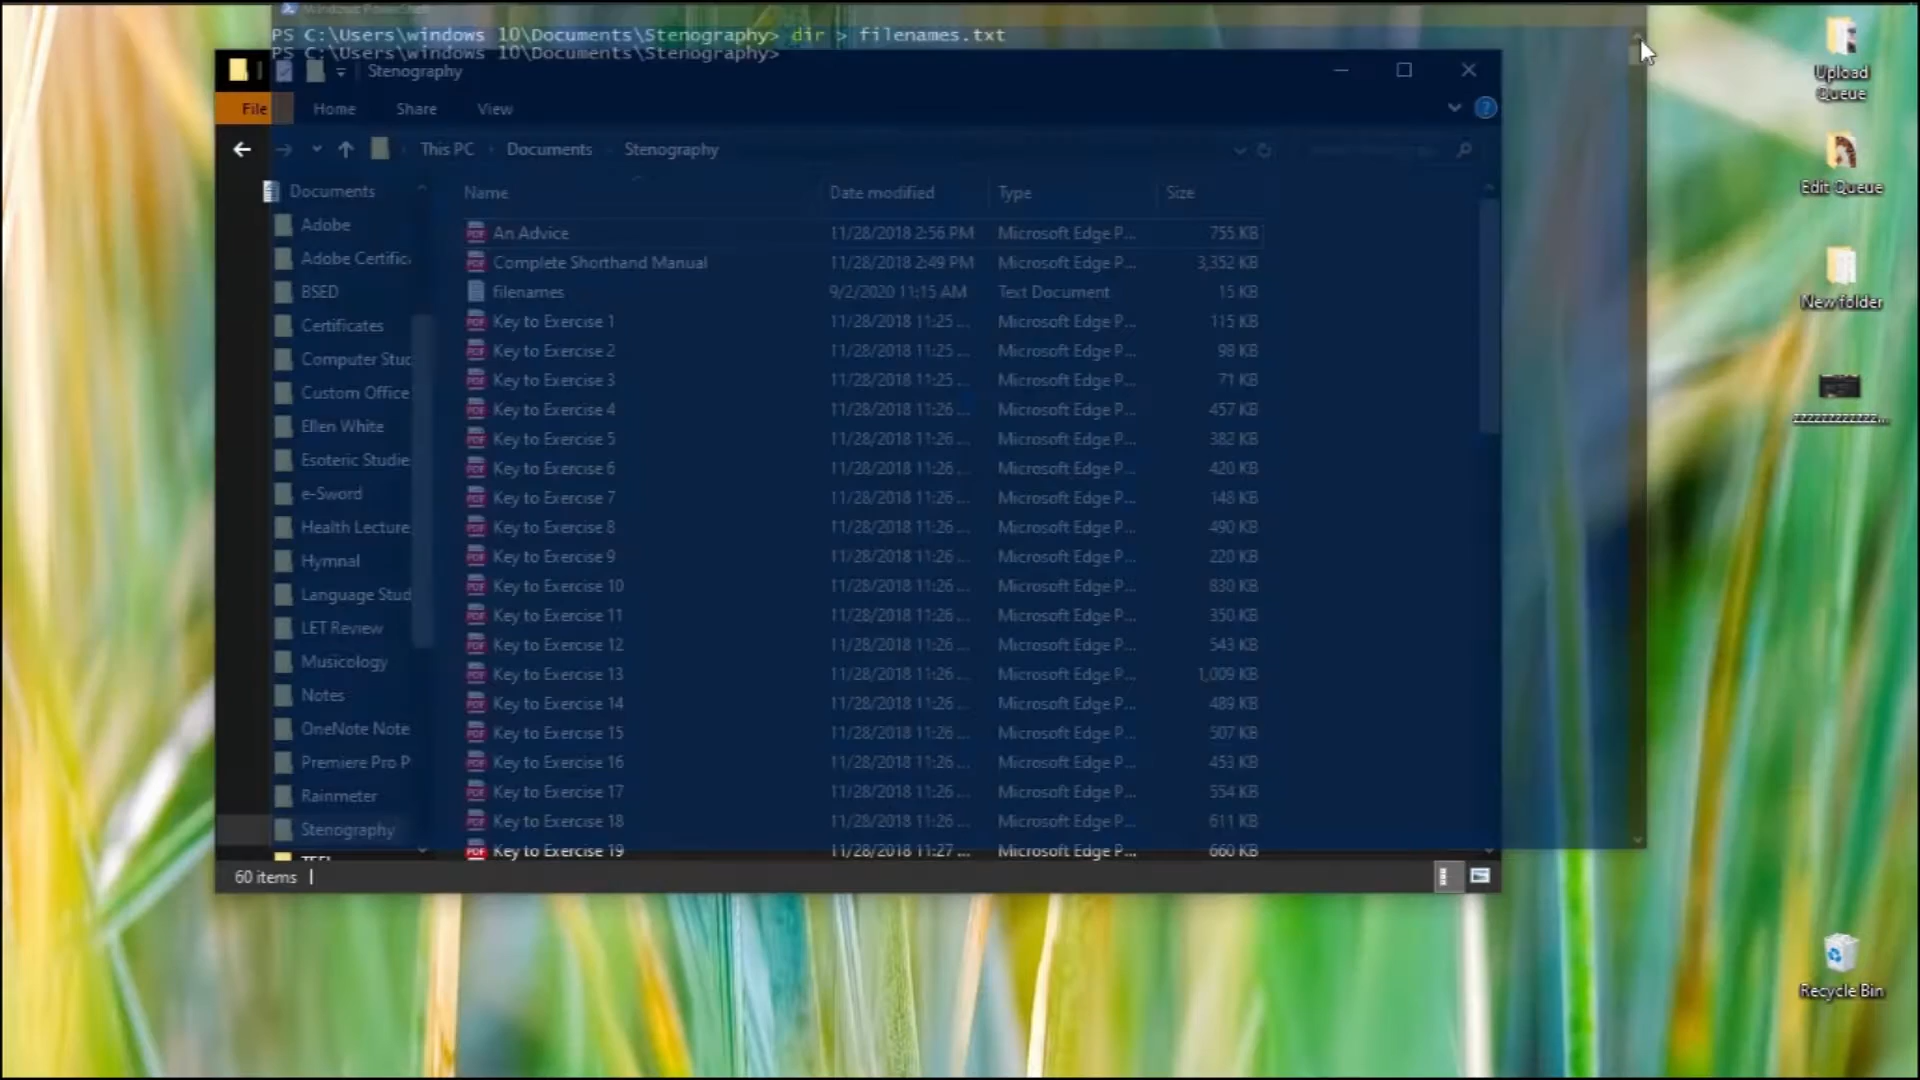 Windows PowerShell
PS C:\Users\windows 10\Documents\Stenography> dir > filenames.txt
PS C:\Users\windows 10\Documents\Stenography>
Stenography
File Home Share View
This PC Documents Stenography
Documents
Adobe
Adobe Certific
BSED
Certificates
Computer Stud
Custom Office
Ellen White
Esoteric Studie
e-Sword
Health Lecture
Hymnal
Language Stud
LET Review
Musicology
Notes
OneNote Note
Premiere Pro P
Rainmeter
Stenography
Name Date modified Type Size
An Advice 11/28/2018 2:56 PM Microsoft Edge P... 755 KB
Complete Shorthand Manual 11/28/2018 2:49 PM Microsoft Edge P... 3,352 KB
filenames 9/2/2020 11:15 AM Text Document 15 KB
Key to Exercise 1 11/28/2018 11:25 ... Microsoft Edge P... 115 KB
Key to Exercise 2 11/28/2018 11:25 ... Microsoft Edge P... 98 KB
Key to Exercise 3 11/28/2018 11:25 ... Microsoft Edge P... 71 KB
Key to Exercise 4 11/28/2018 11:26 ... Microsoft Edge P... 457 KB
Key to Exercise 5 11/28/2018 11:26 ... Microsoft Edge P... 382 KB
Key to Exercise 6 11/28/2018 11:26 ... Microsoft Edge P... 420 KB
Key to Exercise 7 11/28/2018 11:26 ... Microsoft Edge P... 148 KB
Key to Exercise 8 11/28/2018 11:26 ... Microsoft Edge P... 490 KB
Key to Exercise 9 11/28/2018 11:26 ... Microsoft Edge P... 220 KB
Key to Exercise 10 11/28/2018 11:26 ... Microsoft Edge P... 830 KB
Key to Exercise 11 11/28/2018 11:26 ... Microsoft Edge P... 350 KB
Key to Exercise 12 11/28/2018 11:26 ... Microsoft Edge P... 543 KB
Key to Exercise 13 11/28/2018 11:26 ... Microsoft Edge P... 1,009 KB
Key to Exercise 14 11/28/2018 11:26 ... Microsoft Edge P... 489 KB
Key to Exercise 15 11/28/2018 11:26 ... Microsoft Edge P... 507 KB
Key to Exercise 16 11/28/2018 11:26 ... Microsoft Edge P... 453 KB
Key to Exercise 17 11/28/2018 11:26 ... Microsoft Edge P... 554 KB
Key to Exercise 18 11/28/2018 11:26 ... Microsoft Edge P... 611 KB
Key to Exercise 19 11/28/2018 11:27 ... Microsoft Edge P... 660 KB
60 items
Upload
Queue
Edit Queue
New folder
zzzzzzzzzzzzz...
Recycle Bin